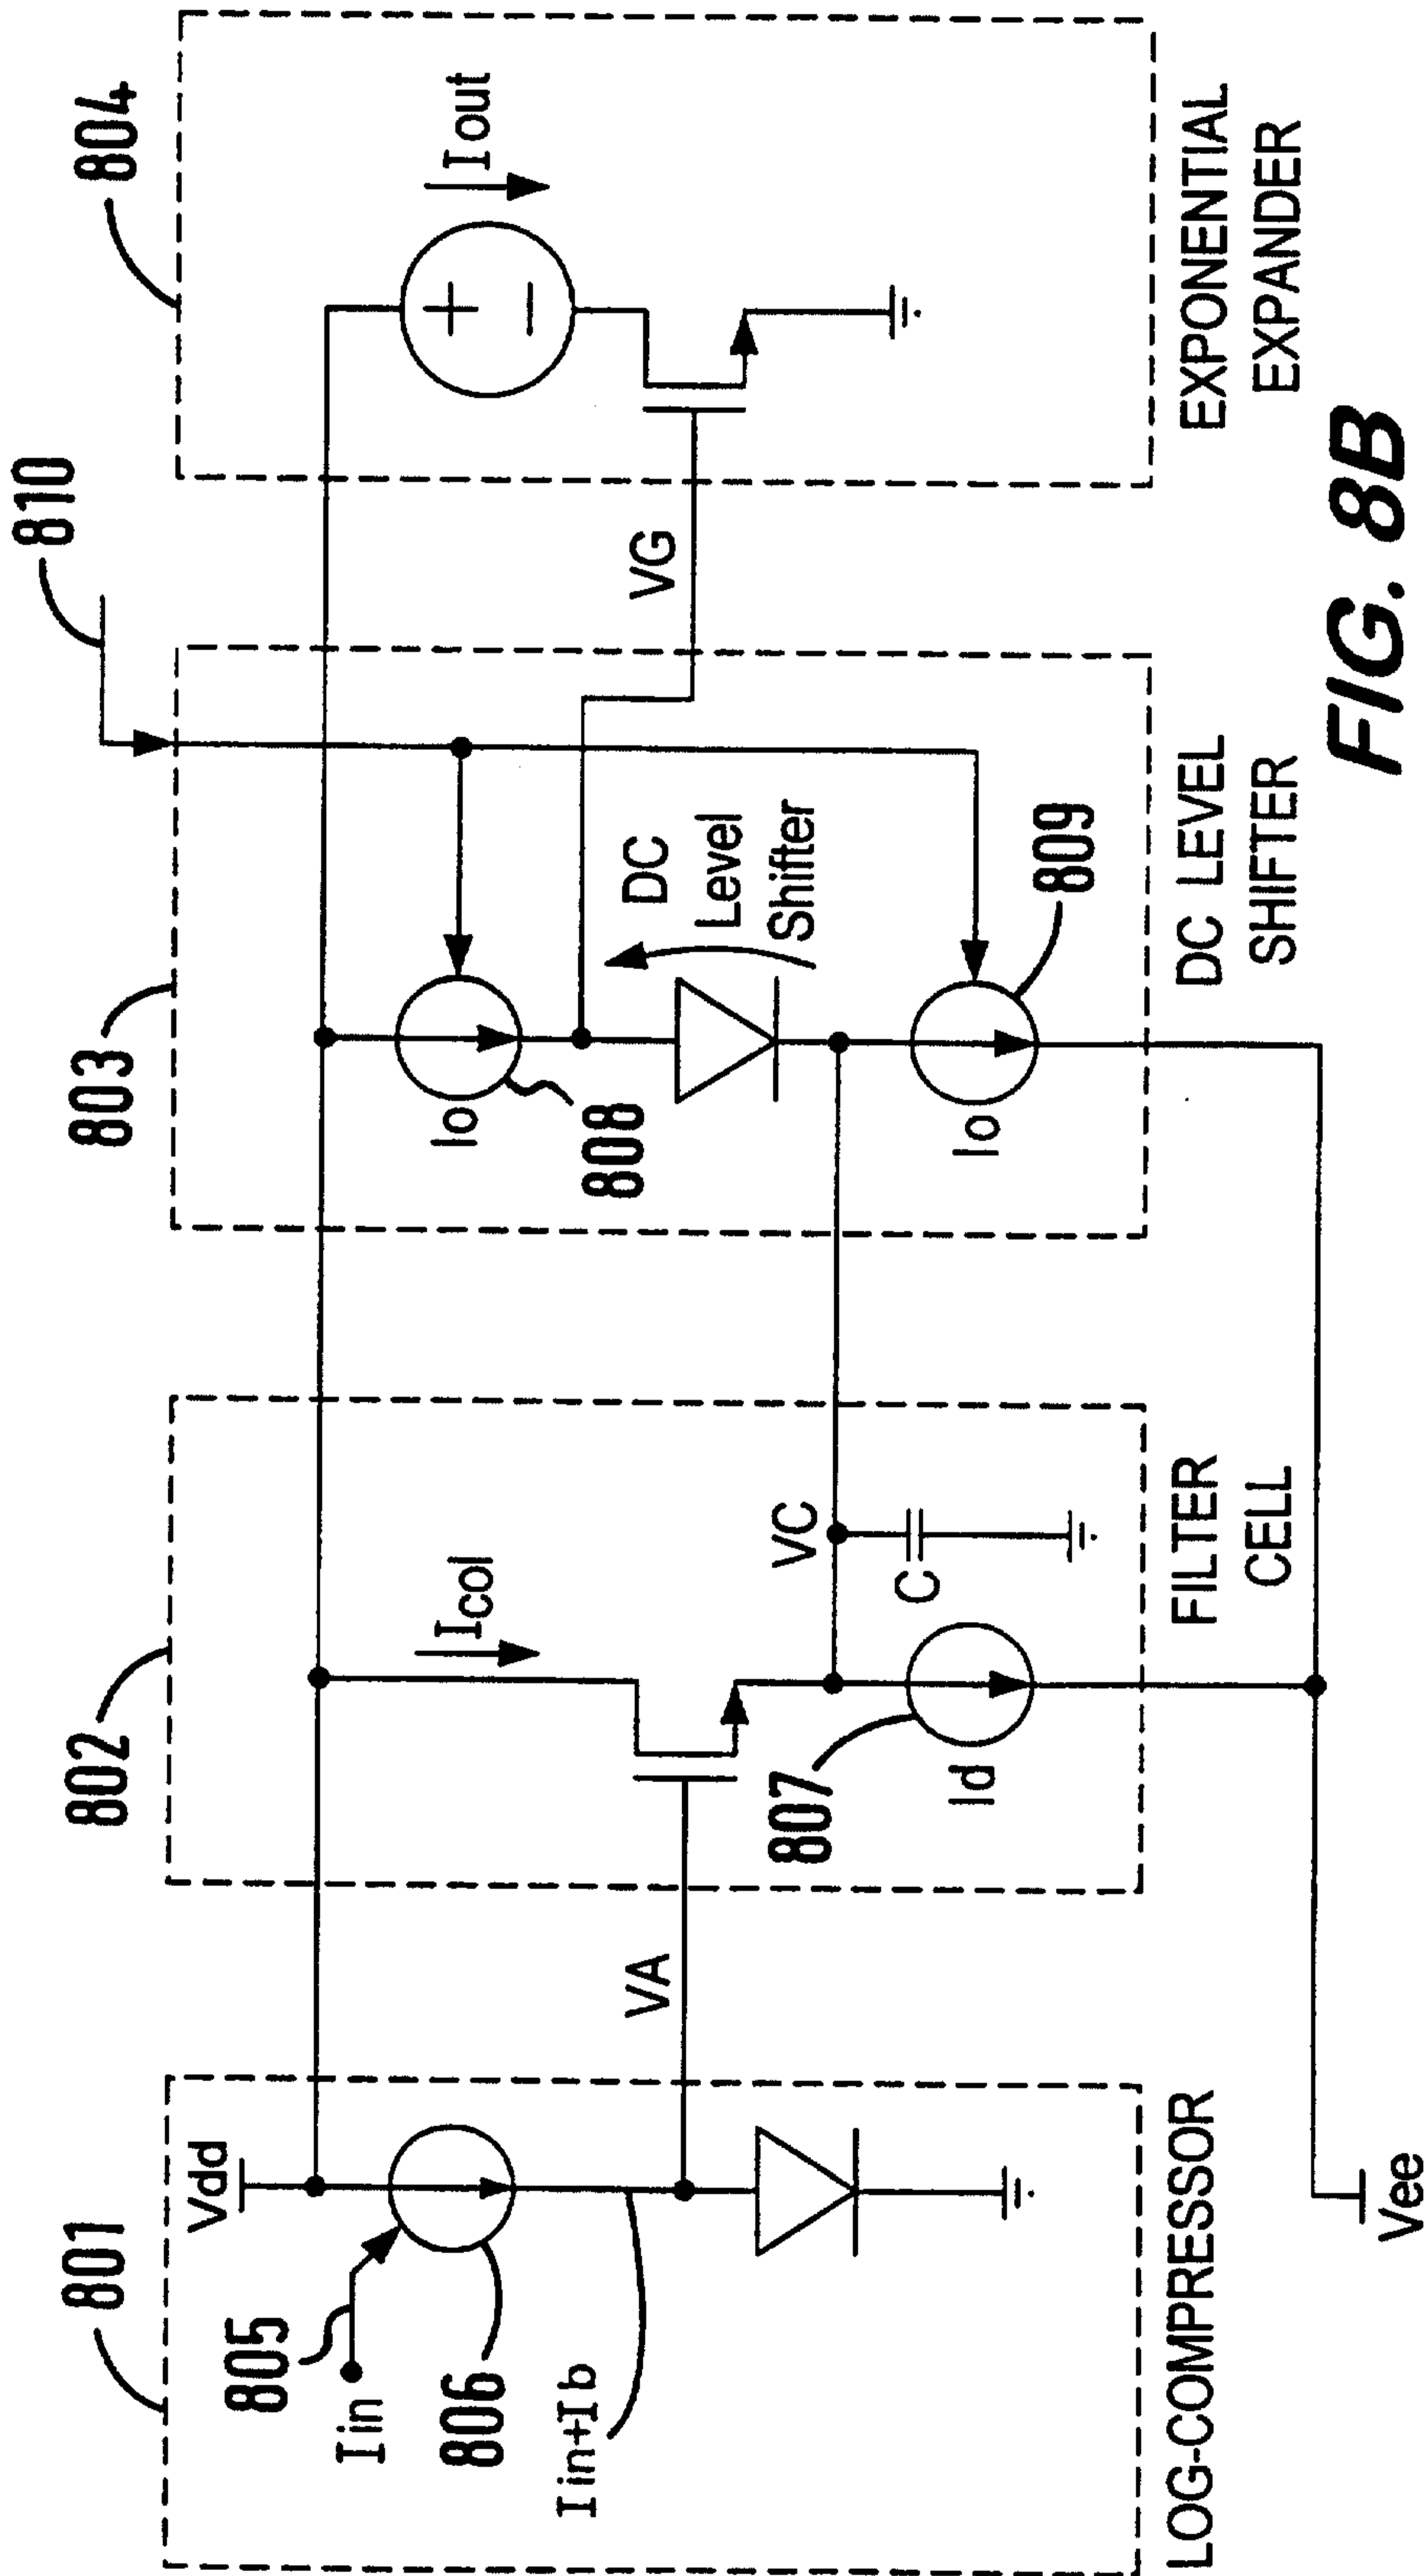 801
802
803
810
804
Vdd
805
Iin
806
Iin+Ib
VA
LOG-COMPRESSOR
Icol
VC
C
807
Id
FILTER
CELL
Io
808
DC
Level
Shifter
Io
809
DC LEVEL
SHIFTER
VG
Iout
+
−
EXPONENTIAL
EXPANDER
Vee
FIG. 8B